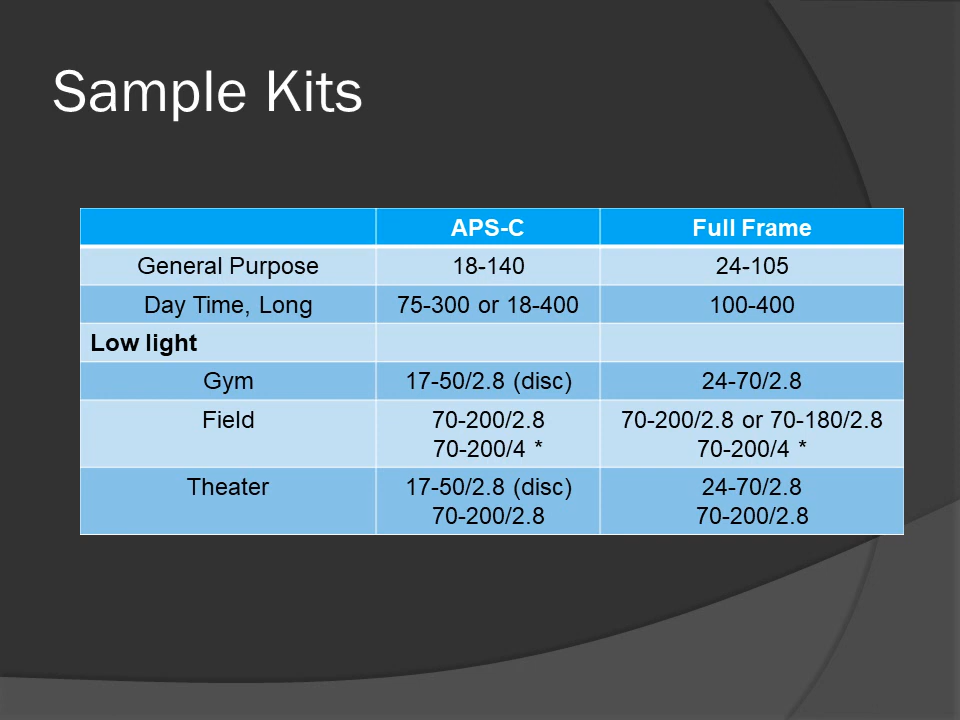 Sample Kits
APS-C Full Frame
General Purpose 18-140 24-105
Day Time, Long 75-300 or 18-400 100-400
Low light
Gym 17-50/2.8 (disc) 24-70/2.8
Field 70-200/2.8 70-200/2.8 or 70-180/2.8
70-200/4 * 70-200/4 *
Theater 17-50/2.8 (disc) 24-70/2.8
70-200/2.8 70-200/2.8